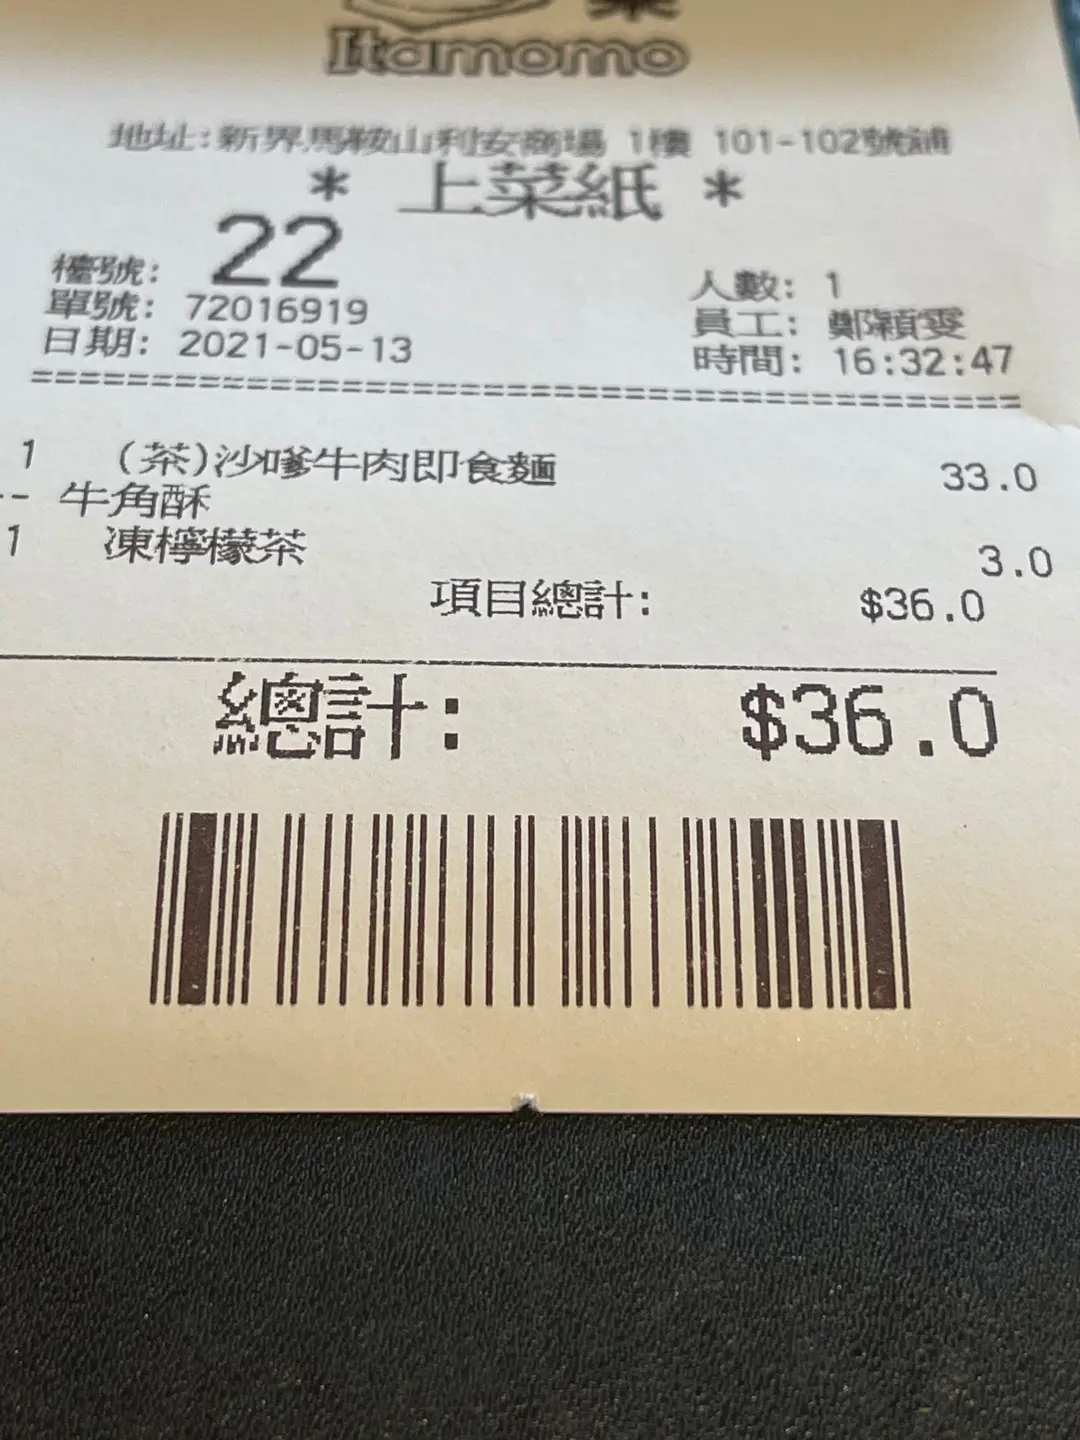 Itamomo
地址:新界馬鞍山利安商場 1樓 101-102號舖
* 上菜紙 *
檯號: 22
人數: 1
單號: 72016919
員工: 鄭穎雯
日期: 2021-05-13
時間: 16:32:47
========================================
1 (茶)沙嗲牛肉即食麵 33.0
-- 牛角酥
1 凍檸檬茶 3.0
項目總計: $36.0
總計: $36.0